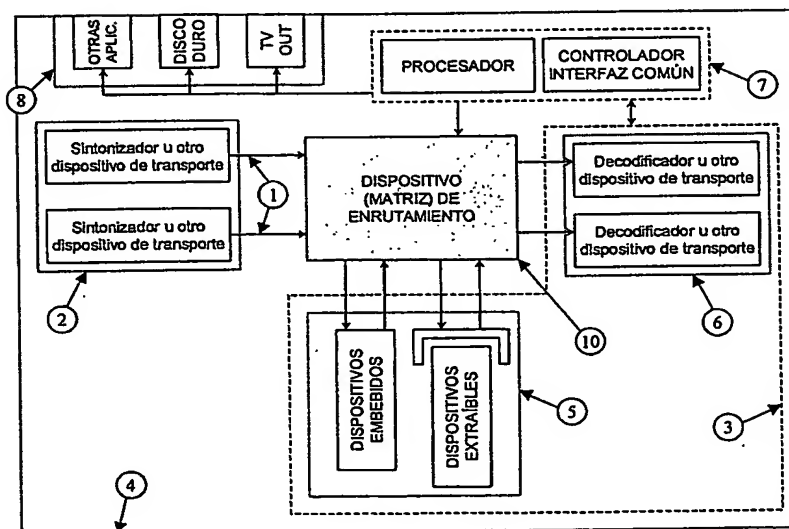 OTRAS
APLIC.
DISCO
DURO
TV
OUT
8
PROCESADOR
CONTROLADOR
INTERFAZ COMÚN
7
Sintonizador u otro
dispositivo de transporte
Sintonizador u otro
dispositivo de transporte
1
2
DISPOSITIVO
(MATRIZ) DE
ENRUTAMIENTO
Decodificador u otro
dispositivo de transporte
Decodificador u otro
dispositivo de transporte
6
10
DISPOSITIVOS
EMBEBIDOS
DISPOSITIVOS
EXTRAÍBLES
5
3
4